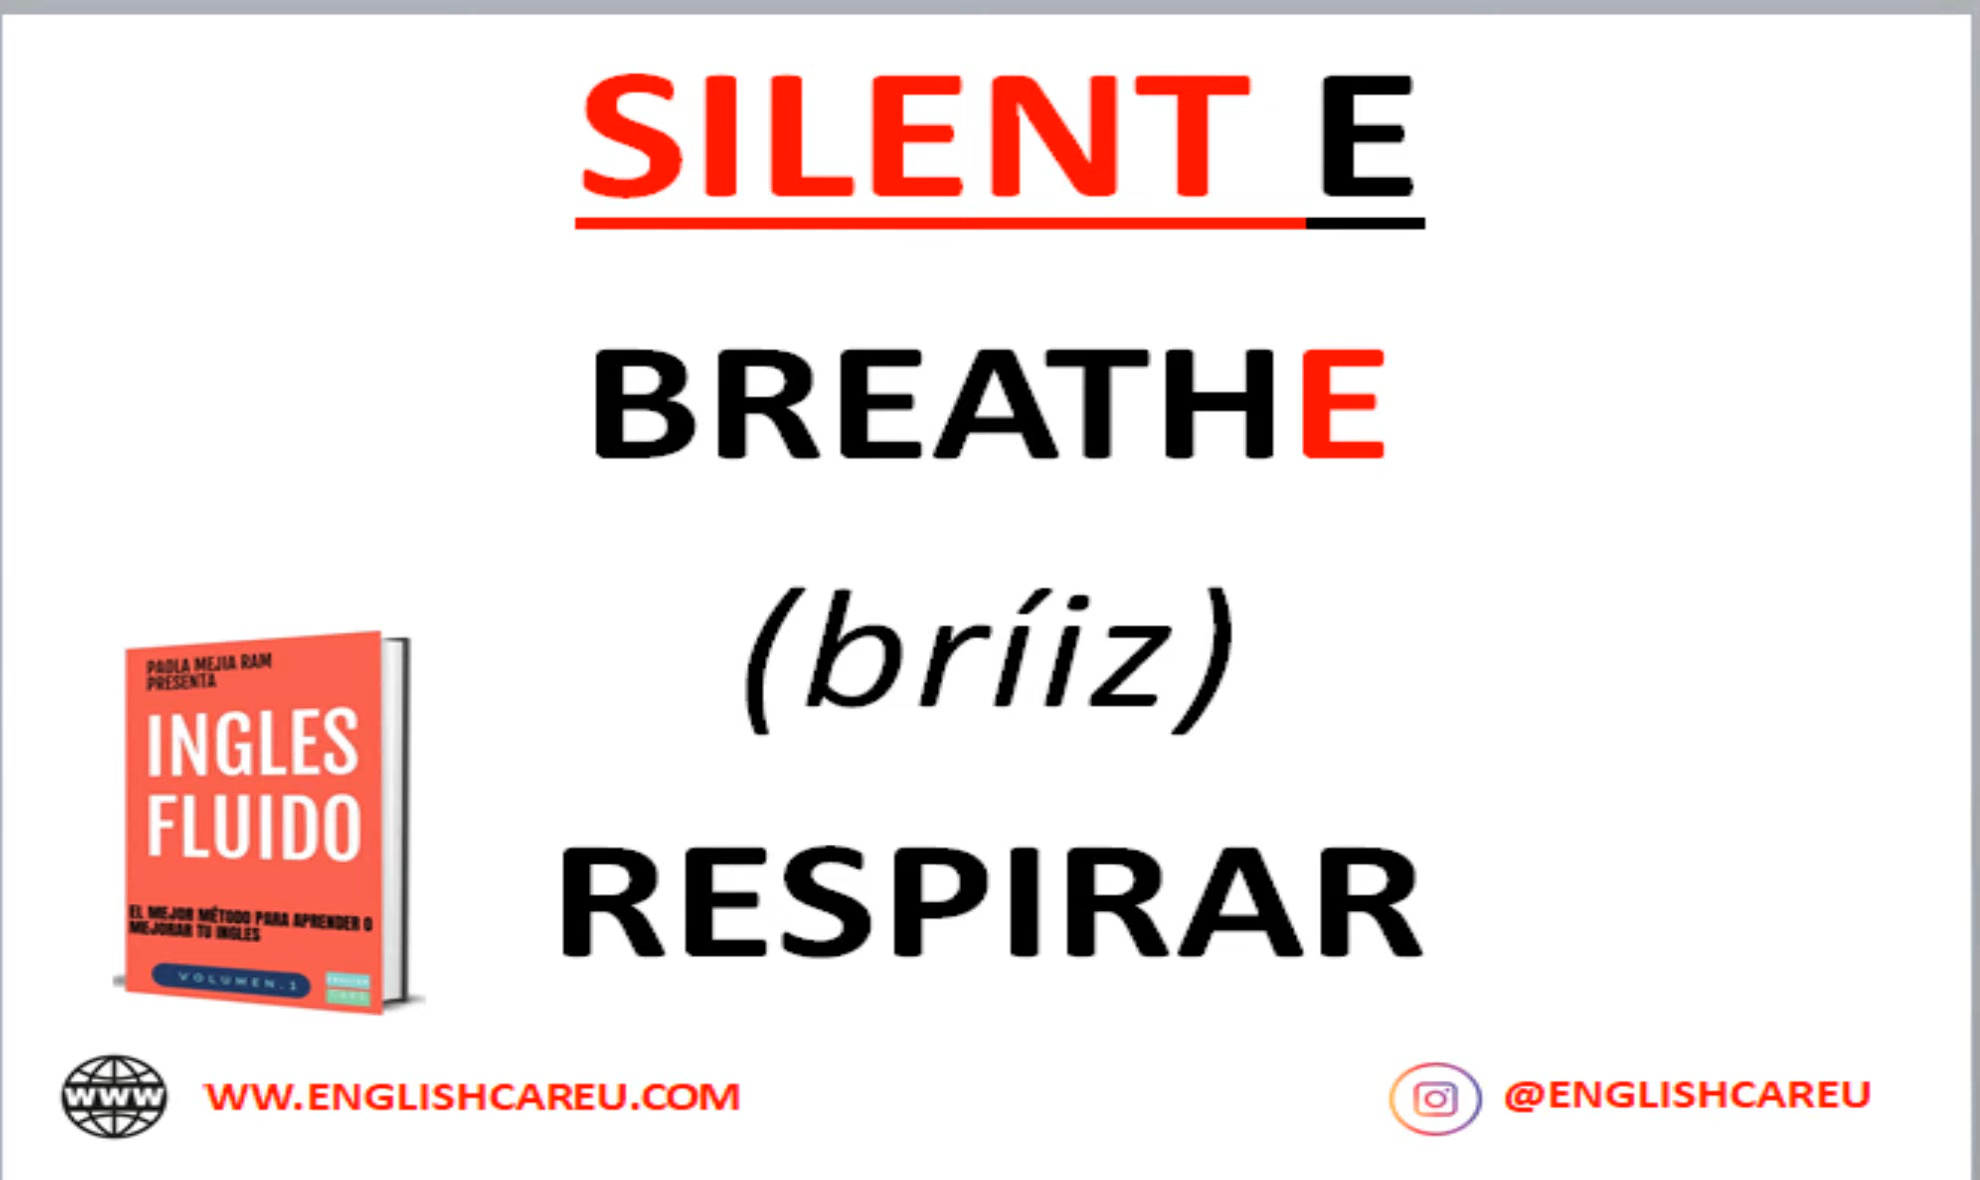 SILENT E
BREATHE
(bríiz)
RESPIRAR
PAOLA MEJIA RAM
PRESENTA
INGLES
FLUIDO
EL MEJOR MÉTODO PARA APRENDER O
MEJORAR TU INGLES
VOLUMEN.1
WWW
WW.ENGLISHCAREU.COM
@ENGLISHCAREU